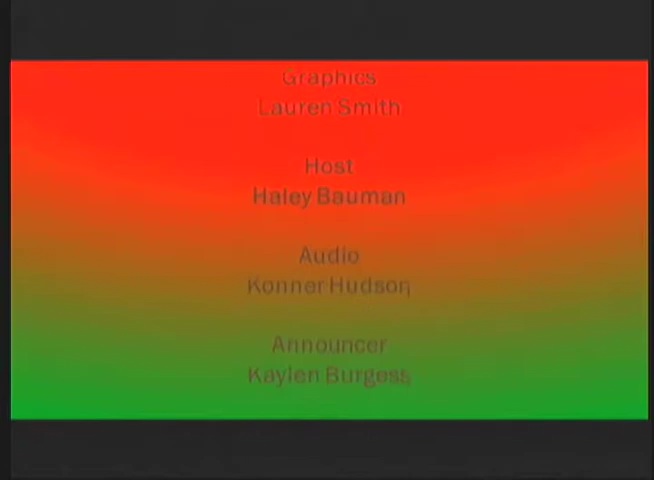 Graphics
Lauren Smith
Host
Haley Bauman
Audio
Konner Hudson
Announcer
Kaylen Burgess